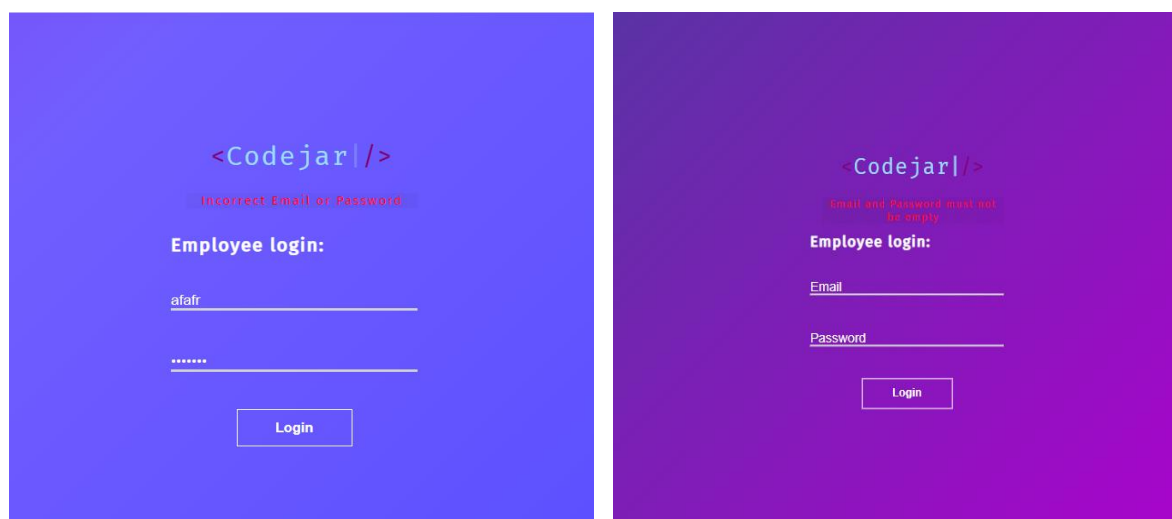 <Codejar|/>
Incorrect Email or Password
Employee login:
afafr
•••••••
Login
<Codejar|/>
Email and Password must not
be empty
Employee login:
Email
Password
Login